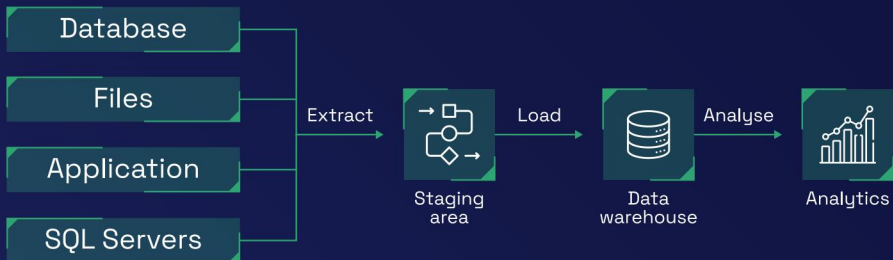 Database
Files
Application
SQL Servers
Extract
Staging
area
Load
Data
warehouse
Analyse
Analytics